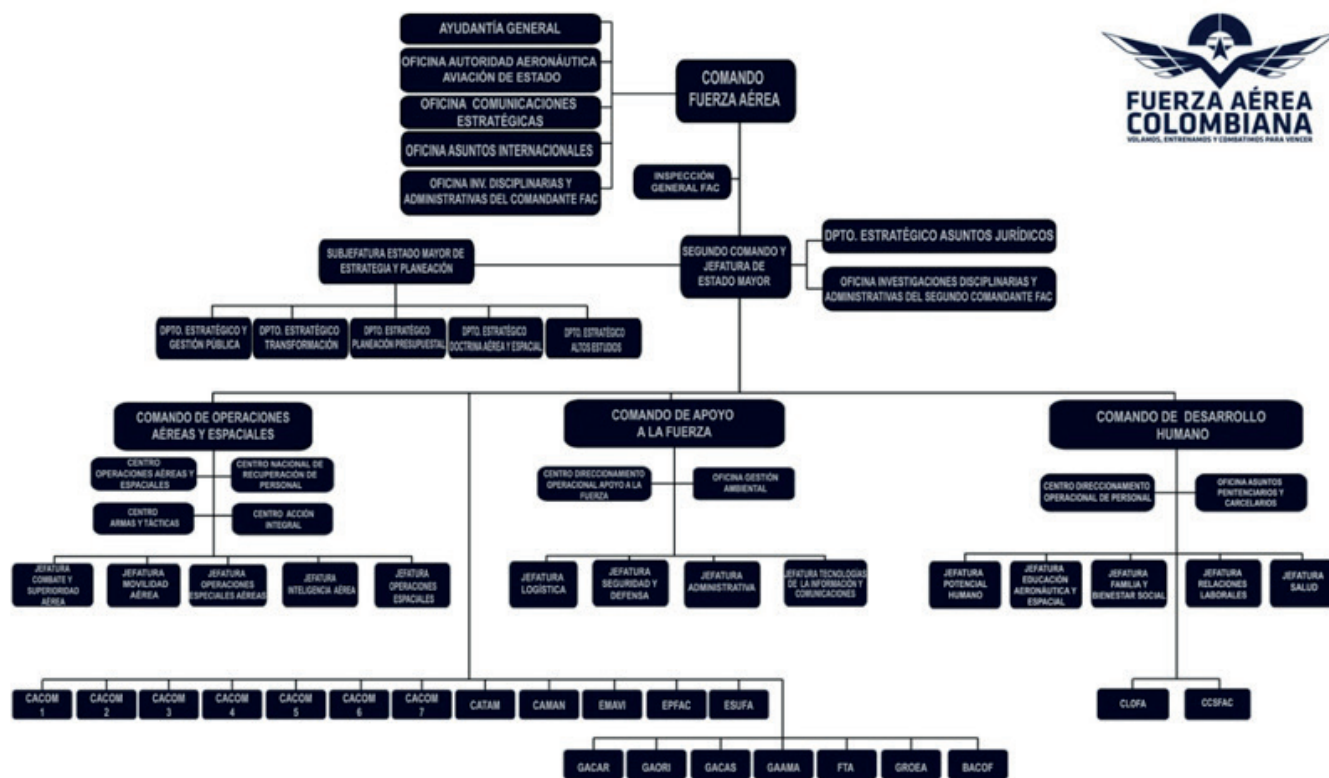 AYUDANTÍA GENERAL
OFICINA AUTORIDAD AERONÁUTICA
AVIACIÓN DE ESTADO
OFICINA COMUNICACIONES
ESTRATÉGICAS
OFICINA ASUNTOS INTERNACIONALES
OFICINA INV. DISCIPLINARIAS Y
ADMINISTRATIVAS DEL COMANDANTE FAC
COMANDO
FUERZA AÉREA
FUERZA AÉREA
COLOMBIANA
VOLAMOS, ENTRENAMOS Y COMBATIMOS PARA VENCER
INSPECCIÓN
GENERAL FAC
SUBJEFATURA ESTADO MAYOR DE
ESTRATEGIA Y PLANEACIÓN
SEGUNDO COMANDO Y
JEFATURA DE
ESTADO MAYOR
DPTO. ESTRATÉGICO ASUNTOS JURÍDICOS
OFICINA INVESTIGACIONES DISCIPLINARIAS Y
ADMINISTRATIVAS DEL SEGUNDO COMANDANTE FAC
DPTO. ESTRATÉGICO Y
GESTIÓN PÚBLICA
DPTO. ESTRATÉGICO
TRANSFORMACIÓN
DPTO. ESTRATÉGICO
PLANEACIÓN PRESUPUESTAL
DPTO. ESTRATÉGICO
DOCTRINA AÉREA Y ESPACIAL
DPTO. ESTRATÉGICO
ALTOS ESTUDIOS
COMANDO DE OPERACIONES
AÉREAS Y ESPACIALES
CENTRO
OPERACIONES AÉREAS Y
ESPACIALES
CENTRO NACIONAL DE
RECUPERACIÓN DE
PERSONAL
CENTRO
ARMAS Y TÁCTICAS
CENTRO ACCIÓN
INTEGRAL
JEFATURA
COMBATE Y
SUPERIORIDAD
AÉREA
JEFATURA
MOVILIDAD
AÉREA
JEFATURA
OPERACIONES
ESPECIALES AÉREAS
JEFATURA
INTELIGENCIA AÉREA
JEFATURA
OPERACIONES
ESPACIALES
COMANDO DE APOYO
A LA FUERZA
CENTRO DIRECCIONAMIENTO
OPERACIONAL APOYO A LA
FUERZA
OFICINA GESTIÓN
AMBIENTAL
JEFATURA
LOGÍSTICA
JEFATURA
SEGURIDAD Y
DEFENSA
JEFATURA
ADMINISTRATIVA
JEFATURA TECNOLOGÍAS
DE LA INFORMACIÓN Y
COMUNICACIONES
COMANDO DE DESARROLLO
HUMANO
CENTRO DIRECCIONAMIENTO
OPERACIONAL DE PERSONAL
OFICINA ASUNTOS
PENITENCIARIOS Y
CARCELARIOS
JEFATURA
POTENCIAL
HUMANO
JEFATURA
EDUCACIÓN
AERONÁUTICA Y
ESPACIAL
JEFATURA
FAMILIA Y
BIENESTAR SOCIAL
JEFATURA
RELACIONES
LABORALES
JEFATURA
SALUD
CACOM
1
CACOM
2
CACOM
3
CACOM
4
CACOM
5
CACOM
6
CACOM
7
CATAM
CAMAN
EMAVI
EPFAC
ESUFA
CLOFA
CCSFAC
GACAR
GAORI
GACAS
GAAMA
FTA
GROEA
BACOF